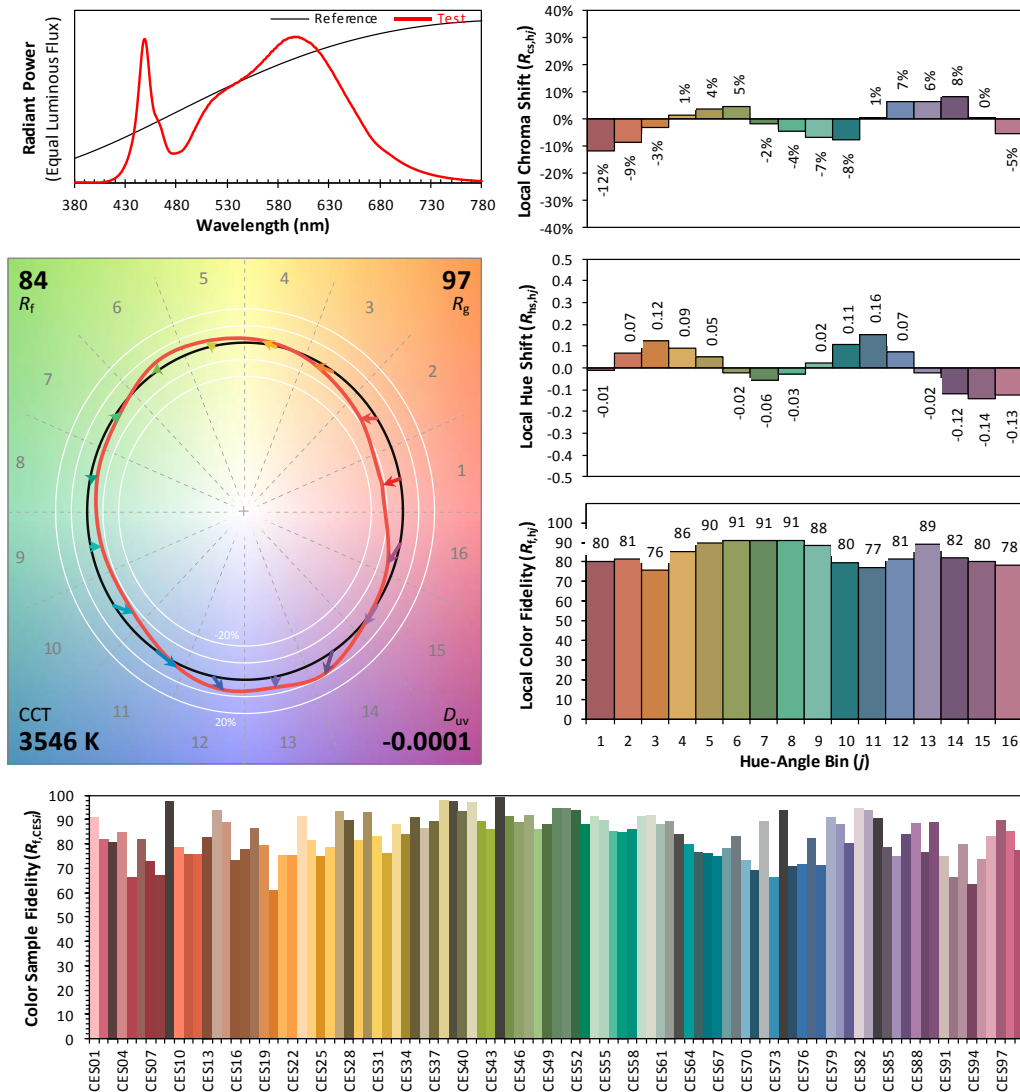 Reference
Test
Radiant Power
(Equal Luminous Flux)
380 430 480 530 580 630 680 730 780
Wavelength (nm)
Local Chroma Shift (Rcs,hj)
40%
30%
20%
10%
0%
-10%
-20%
-30%
-40%
-12% -9% -3% 1% 4% 5% -2% -4% -7% -8% 1% 7% 6% 8% 0% -5%
84
Rf
97
Rg
5 4
6 3
7 2
8 1
9 16
10 15
11 14
12 13
-20%
20%
CCT
3546 K
Duv
-0.0001
Local Hue Shift (Rhs,hj)
0.5
0.4
0.3
0.2
0.1
0.0
-0.1
-0.2
-0.3
-0.4
-0.5
-0.01 0.07 0.12 0.09 0.05 -0.02 -0.06 -0.03 0.02 0.11 0.16 0.07 -0.02 -0.12 -0.14 -0.13
Local Color Fidelity (Rf,hj)
100
90
80
70
60
50
40
30
20
10
0
80 81 76 86 90 91 91 91 88 80 77 81 89 82 80 78
1 2 3 4 5 6 7 8 9 10 11 12 13 14 15 16
Hue-Angle Bin (j)
Color Sample Fidelity (Rf,CESi)
100
90
80
70
60
50
40
30
20
10
0
CES01 CES04 CES07 CES10 CES13 CES16 CES19 CES22 CES25 CES28 CES31 CES34 CES37 CES40 CES43 CES46 CES49 CES52 CES55 CES58 CES61 CES64 CES67 CES70 CES73 CES76 CES79 CES82 CES85 CES88 CES91 CES94 CES97